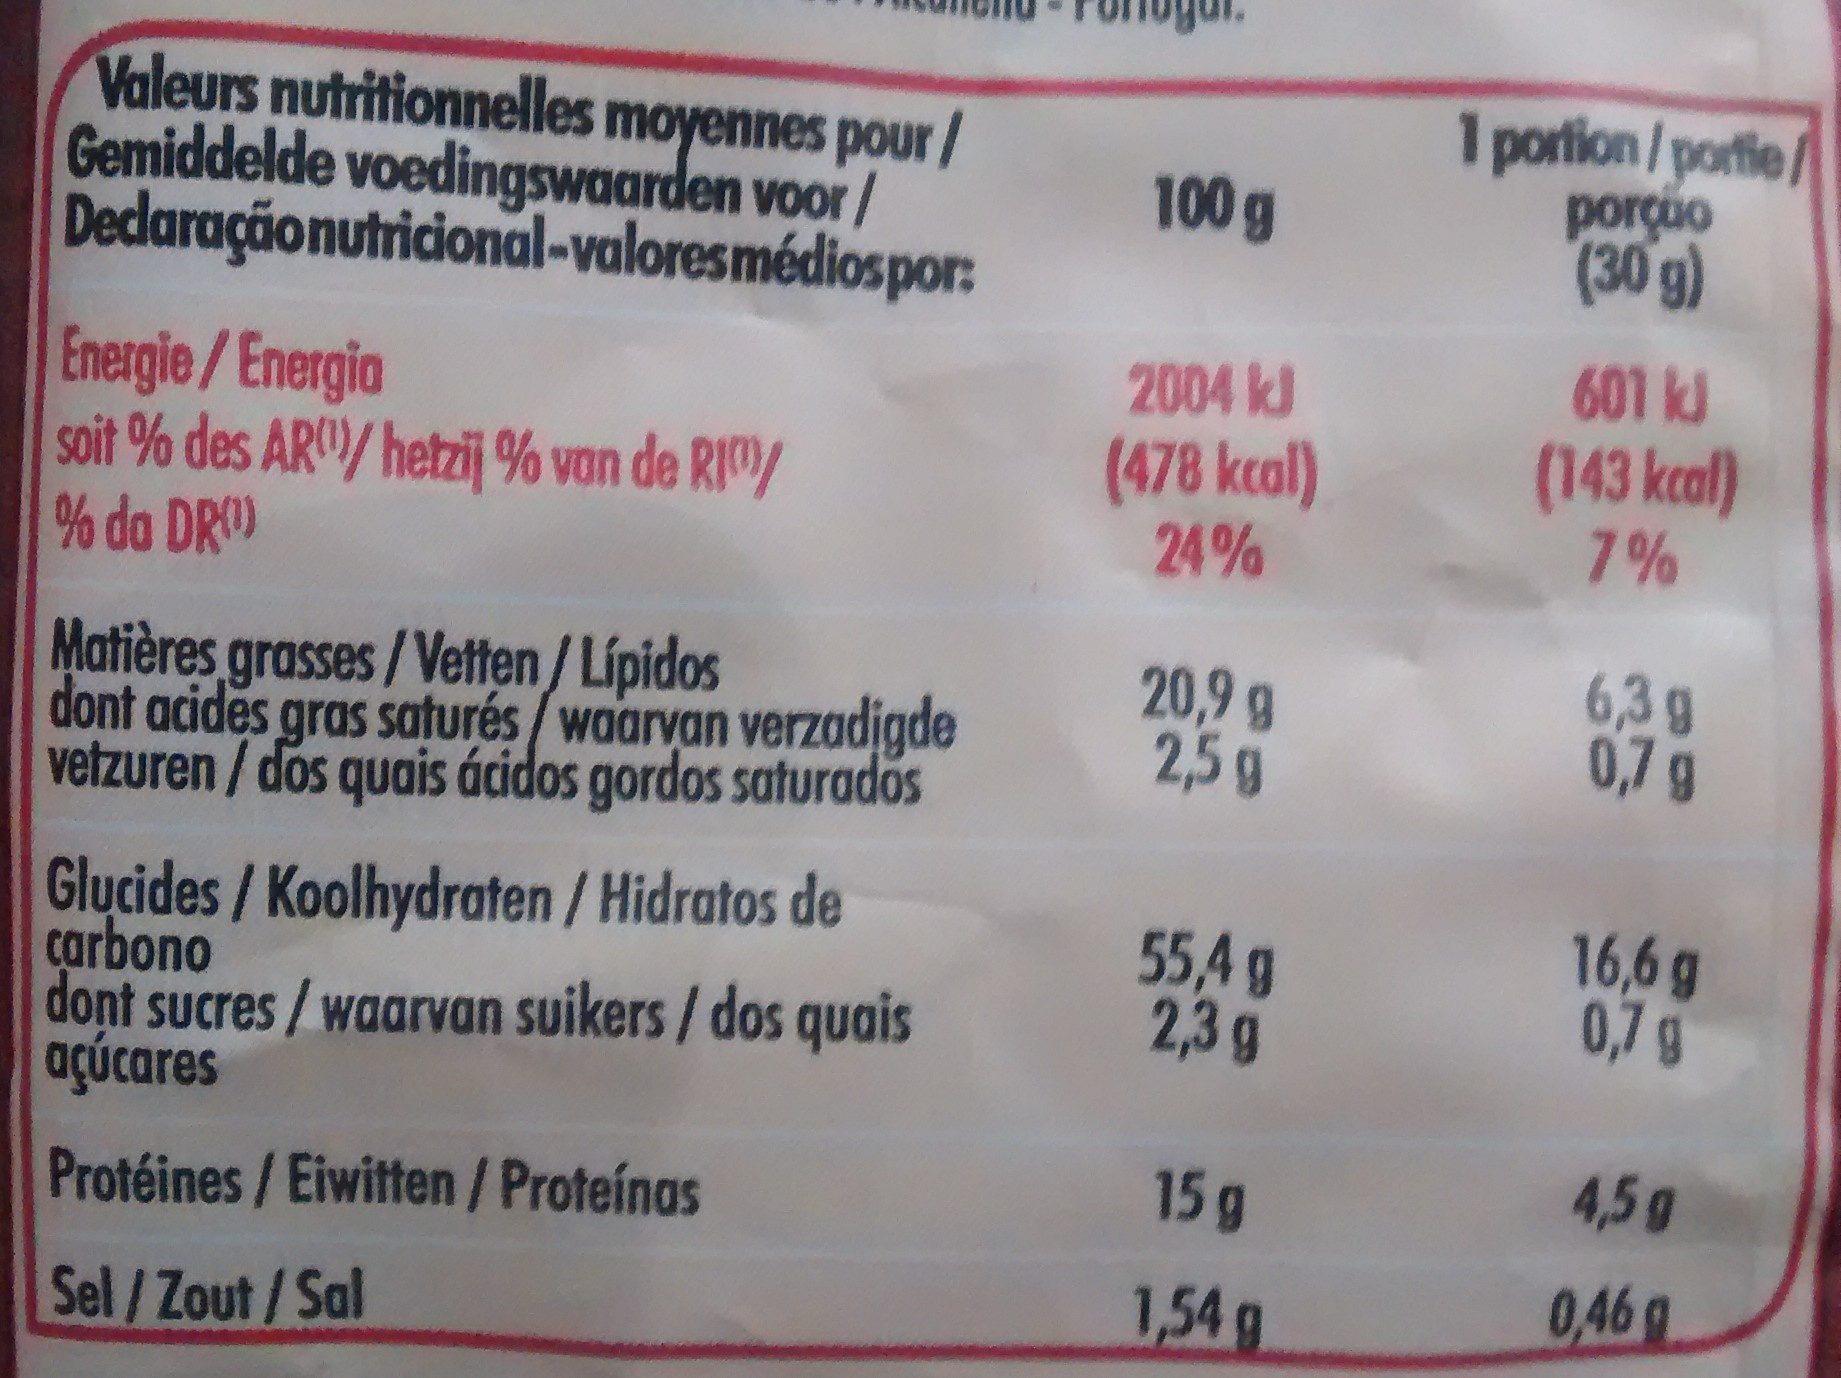 Portugal.
Valeurs nutritionnelles moyennes pour /
Gemiddelde voedingswaarden voor /
Declaração nutricional-valores médios por:
100 g
1 portion / portie /
porção
(30 g)
Energie / Energia
soit % des AR(1)/ hetzij % van de RI(1)/
% da DR(1)
2004 kJ
(478 kcal)
24%
601 kJ
(143 kcal)
7%
Matières grasses / Vetten / Lípidos
dont acides gras saturés / waarvan verzadigde
vetzuren / dos quais ácidos gordos saturados
20,9 g
2,5 g
6,3 g
0,7 g
Glucides / Koolhydraten / Hidratos de
carbono
dont sucres / waarvan suikers / dos quais
açúcares
55,4 g
2,3 g
16,6 g
0,7 g
Protéines / Eiwitten / Proteínas
15 g
4,5 g
Sel / Zout / Sal
1,54 g
0,46 g